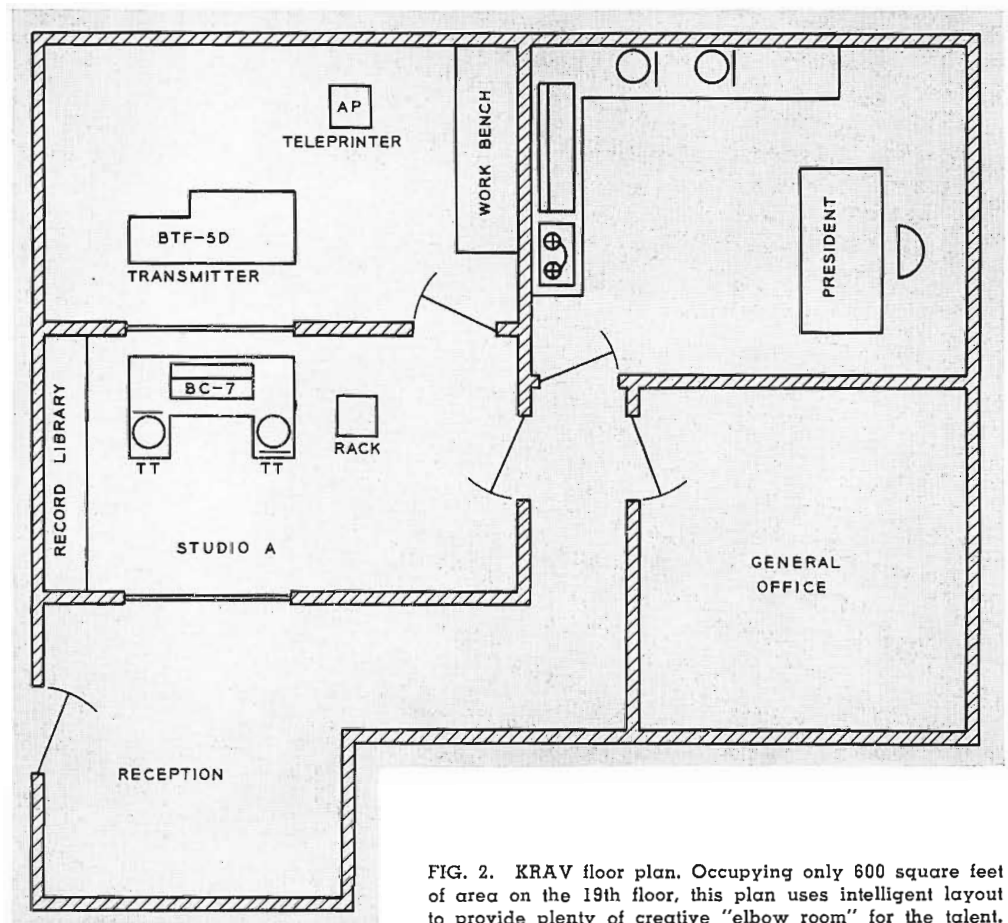 AP
TELEPRINTER
WORK BENCH
BTF-5D
TRANSMITTER
PRESIDENT
RECORD LIBRARY
BC-7
TT
TT
RACK
STUDIO A
GENERAL
OFFICE
RECEPTION
FIG. 2. KRAV floor plan. Occupying only 600 square feet
of area on the 19th floor, this plan uses intelligent layout
to provide plenty of creative "elbow room" for the talent.